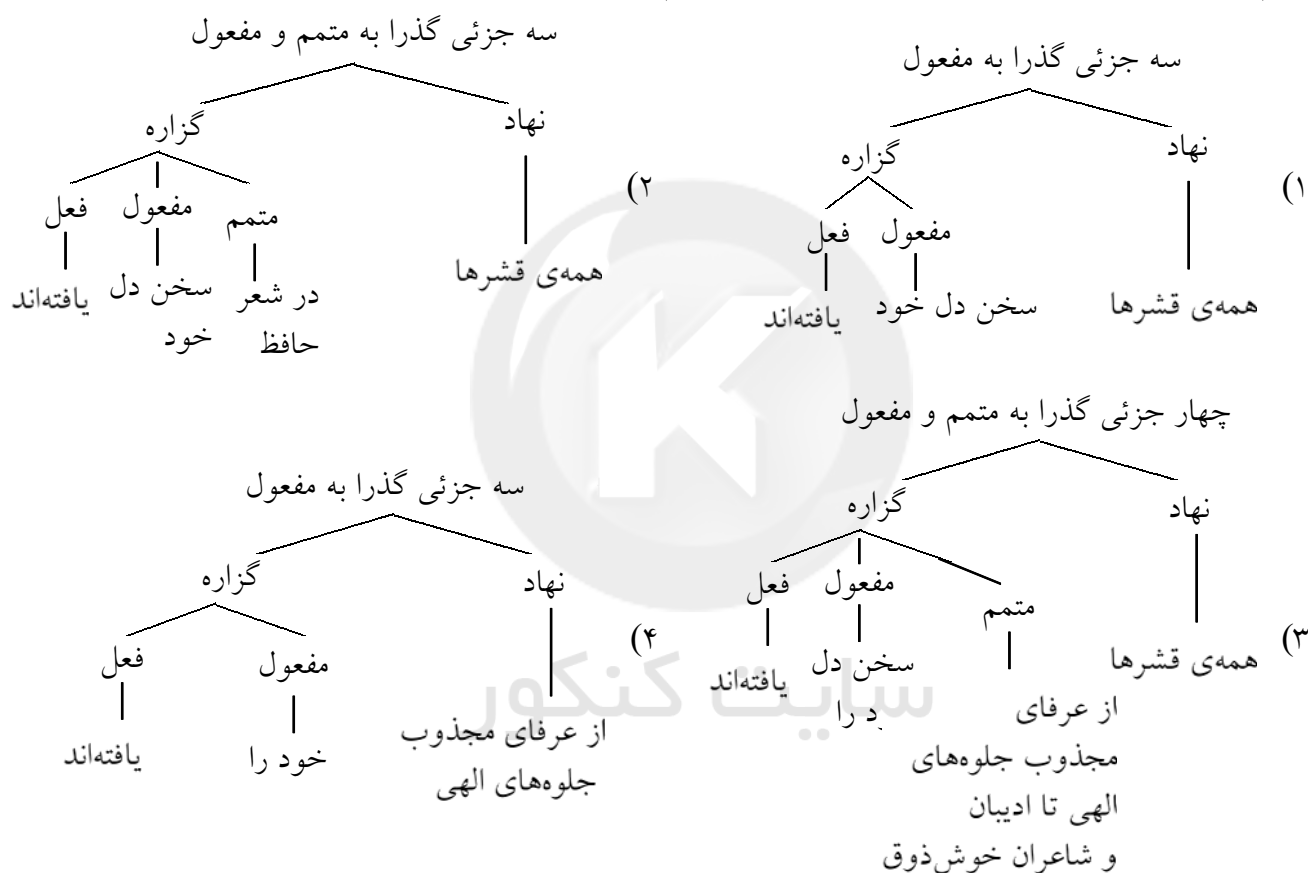 ۱)
سه جزئی گذرا به مفعول
نهاد
گزاره
مفعول
فعل
همه‌ی قشرها
سخن دل خود
یافته‌اند
۲)
سه جزئی گذرا به متمم و مفعول
نهاد
گزاره
متمم
مفعول
فعل
همه‌ی قشرها
در شعر
حافظ
سخن دل
خود
یافته‌اند
۳)
چهار جزئی گذرا به متمم و مفعول
نهاد
گزاره
متمم
مفعول
فعل
همه‌ی قشرها
از عرفای
مجذوب جلوه‌های
الهی تا ادیبان
و شاعران خوش‌ذوق
سخن دل
د را
یافته‌اند
۴)
سه جزئی گذرا به مفعول
نهاد
گزاره
مفعول
فعل
از عرفای مجذوب
جلوه‌های الهی
خود را
یافته‌اند
سایت کنکور